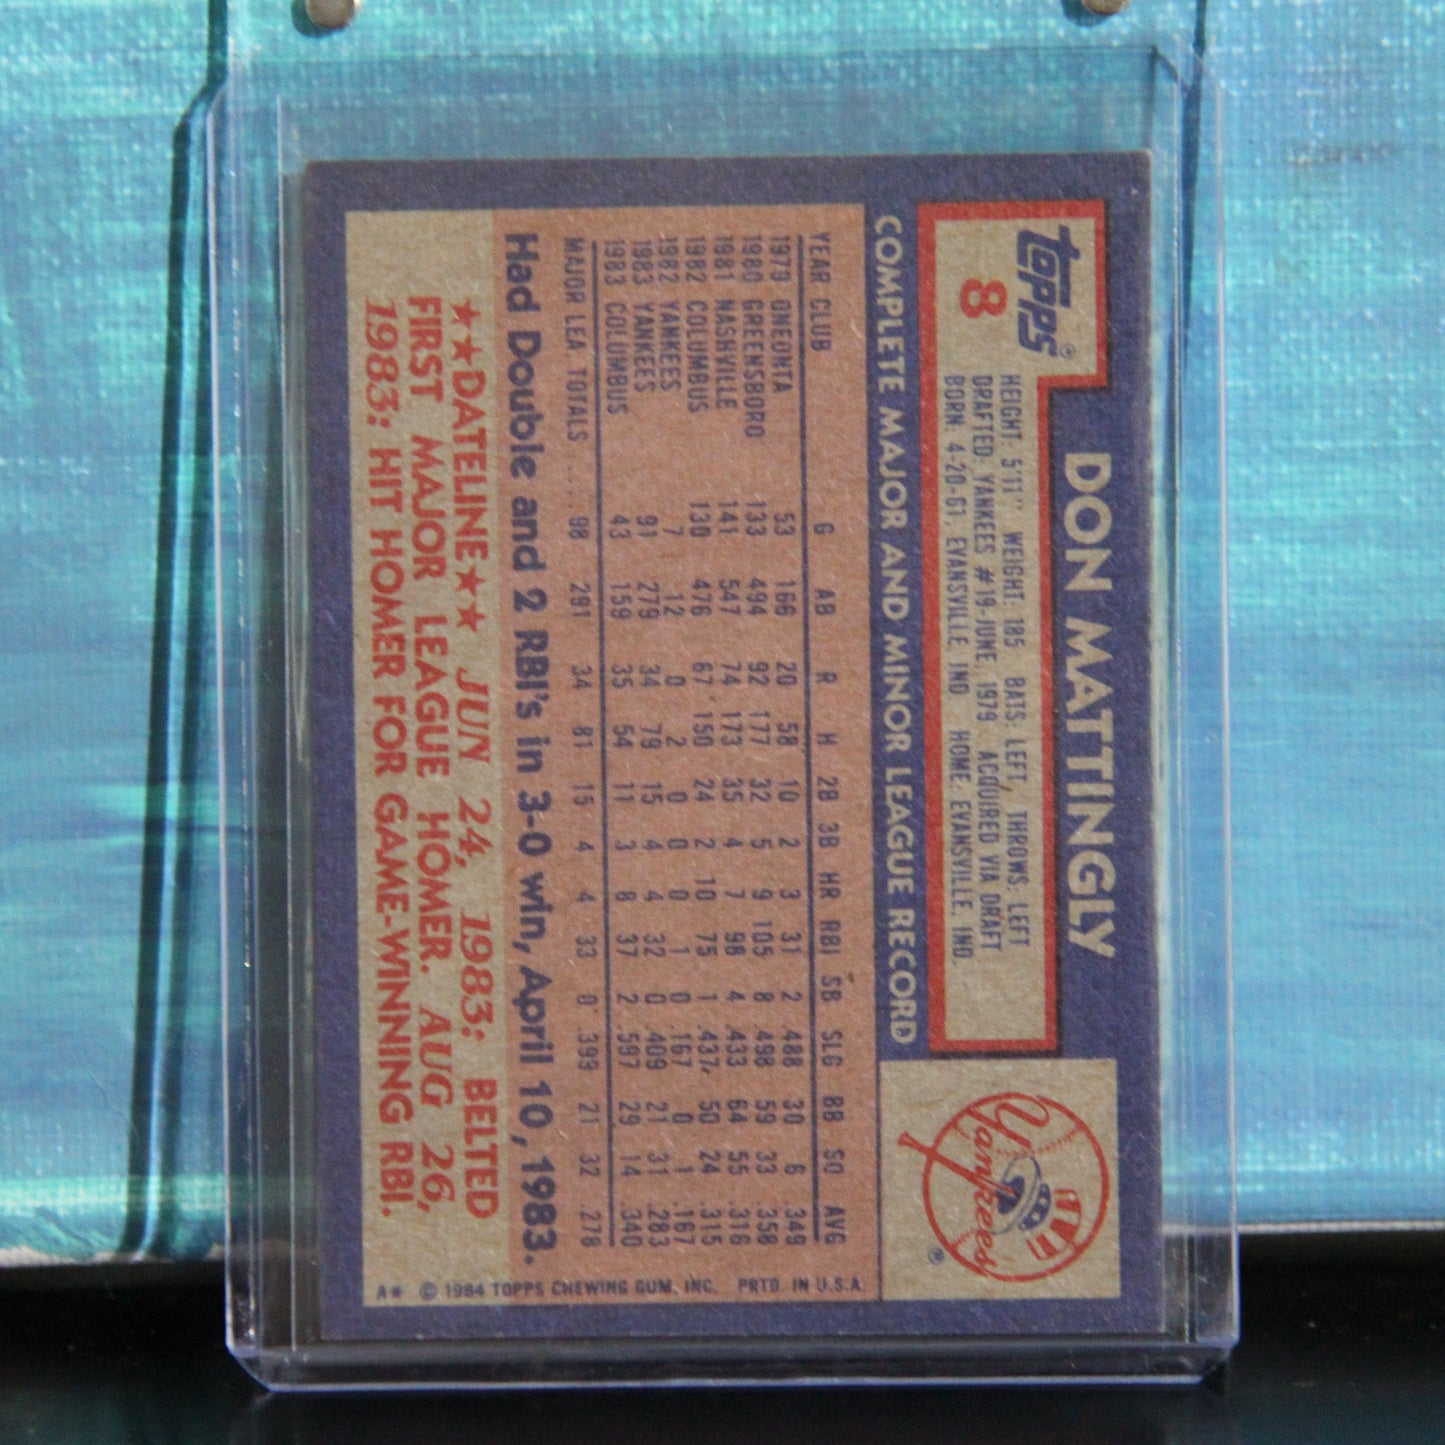 topps®
8
DON MATTINGLY
HEIGHT: 5'11" WEIGHT: 185 BATS: LEFT, THROWS: LEFT
DRAFTED: YANKEES #19-JUNE, 1979 ACQUIRED VIA DRAFT
BORN: 4-20-61, EVANSVILLE, IND HOME: EVANSVILLE, IND.
Yankees ®
COMPLETE MAJOR AND MINOR LEAGUE RECORD
YEAR CLUB G AB R H 2B 3B HR RBI SB SLG BB SO AVG
1979 ONEONTA 53 166 20 58 10 2 3 31 2 .488 30 6 .349
1980 GREENSBORO 133 494 92 177 32 5 9 105 8 .498 59 33 .358
1981 NASHVILLE 141 547 74 173 35 4 7 98 4 .433 64 55 .316
1982 COLUMBUS 130 476 67 150 24 2 10 75 1 .437 50 24 .315
1982 YANKEES 7 12 0 2 0 0 0 1 0 .167 0 1 .167
1983 YANKEES 91 279 34 79 15 4 4 32 0 .409 21 31 .283
1983 COLUMBUS 43 159 35 54 11 3 8 37 2 .597 29 14 .340
MAJOR LEA. TOTALS .... 98 291 34 81 15 4 4 33 0 .399 21 32 .278
Had Double and 2 RBI's in 3-0 win, April 10, 1983.
★★DATELINE★★ JUN 24, 1983: BELTED
FIRST MAJOR LEAGUE HOMER. AUG 26,
1983: HIT HOMER FOR GAME-WINNING RBI.
A* © 1984 TOPPS CHEWING GUM, INC. PRTD. IN U.S.A.